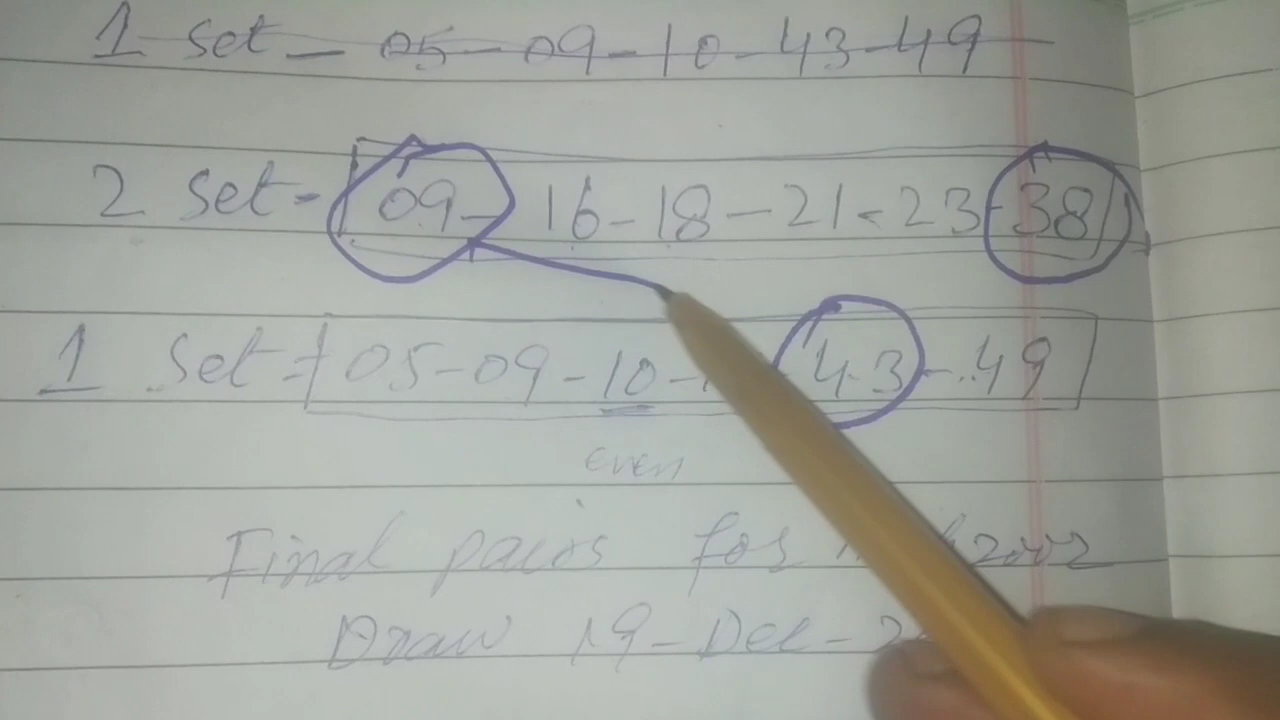 1 Set - 05-09-10-43-49
2 Set - 09- 16-18-21-23-38
1 Set = 05-09-10- 43-49
even
Final pairs for
Draw 19-Dec-